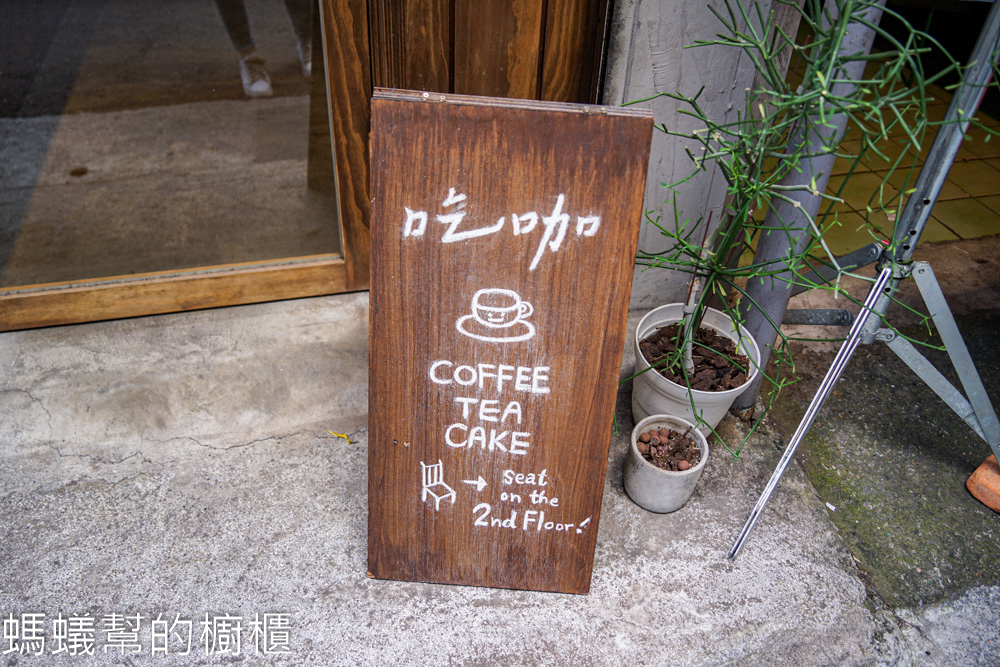 吃咖
COFFEE
TEA
CAKE
→ seat
on the
2nd Floor!
螞蟻幫的櫥櫃